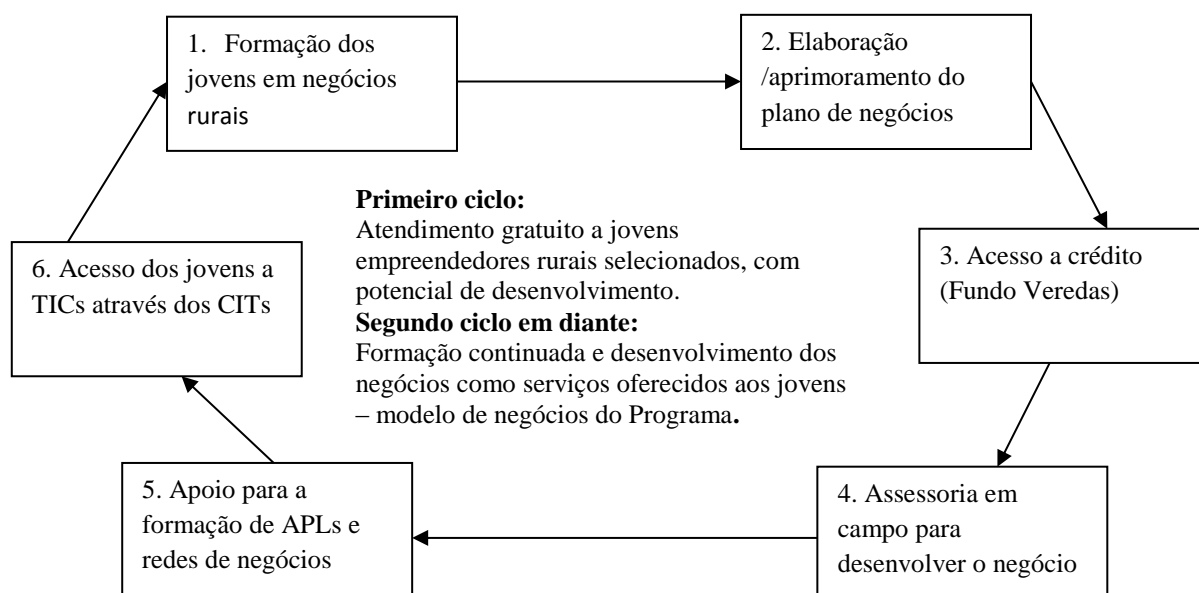 1. Formação dos
jovens em negócios
rurais
2. Elaboração
/aprimoramento do
plano de negócios
Primeiro ciclo:
Atendimento gratuito a jovens
empreendedores rurais selecionados, com
potencial de desenvolvimento.
Segundo ciclo em diante:
Formação continuada e desenvolvimento dos
negócios como serviços oferecidos aos jovens
– modelo de negócios do Programa.
3. Acesso a crédito
(Fundo Veredas)
4. Assessoria em
campo para
desenvolver o negócio
5. Apoio para a
formação de APLs e
redes de negócios
6. Acesso dos jovens a
TICs através dos CITs